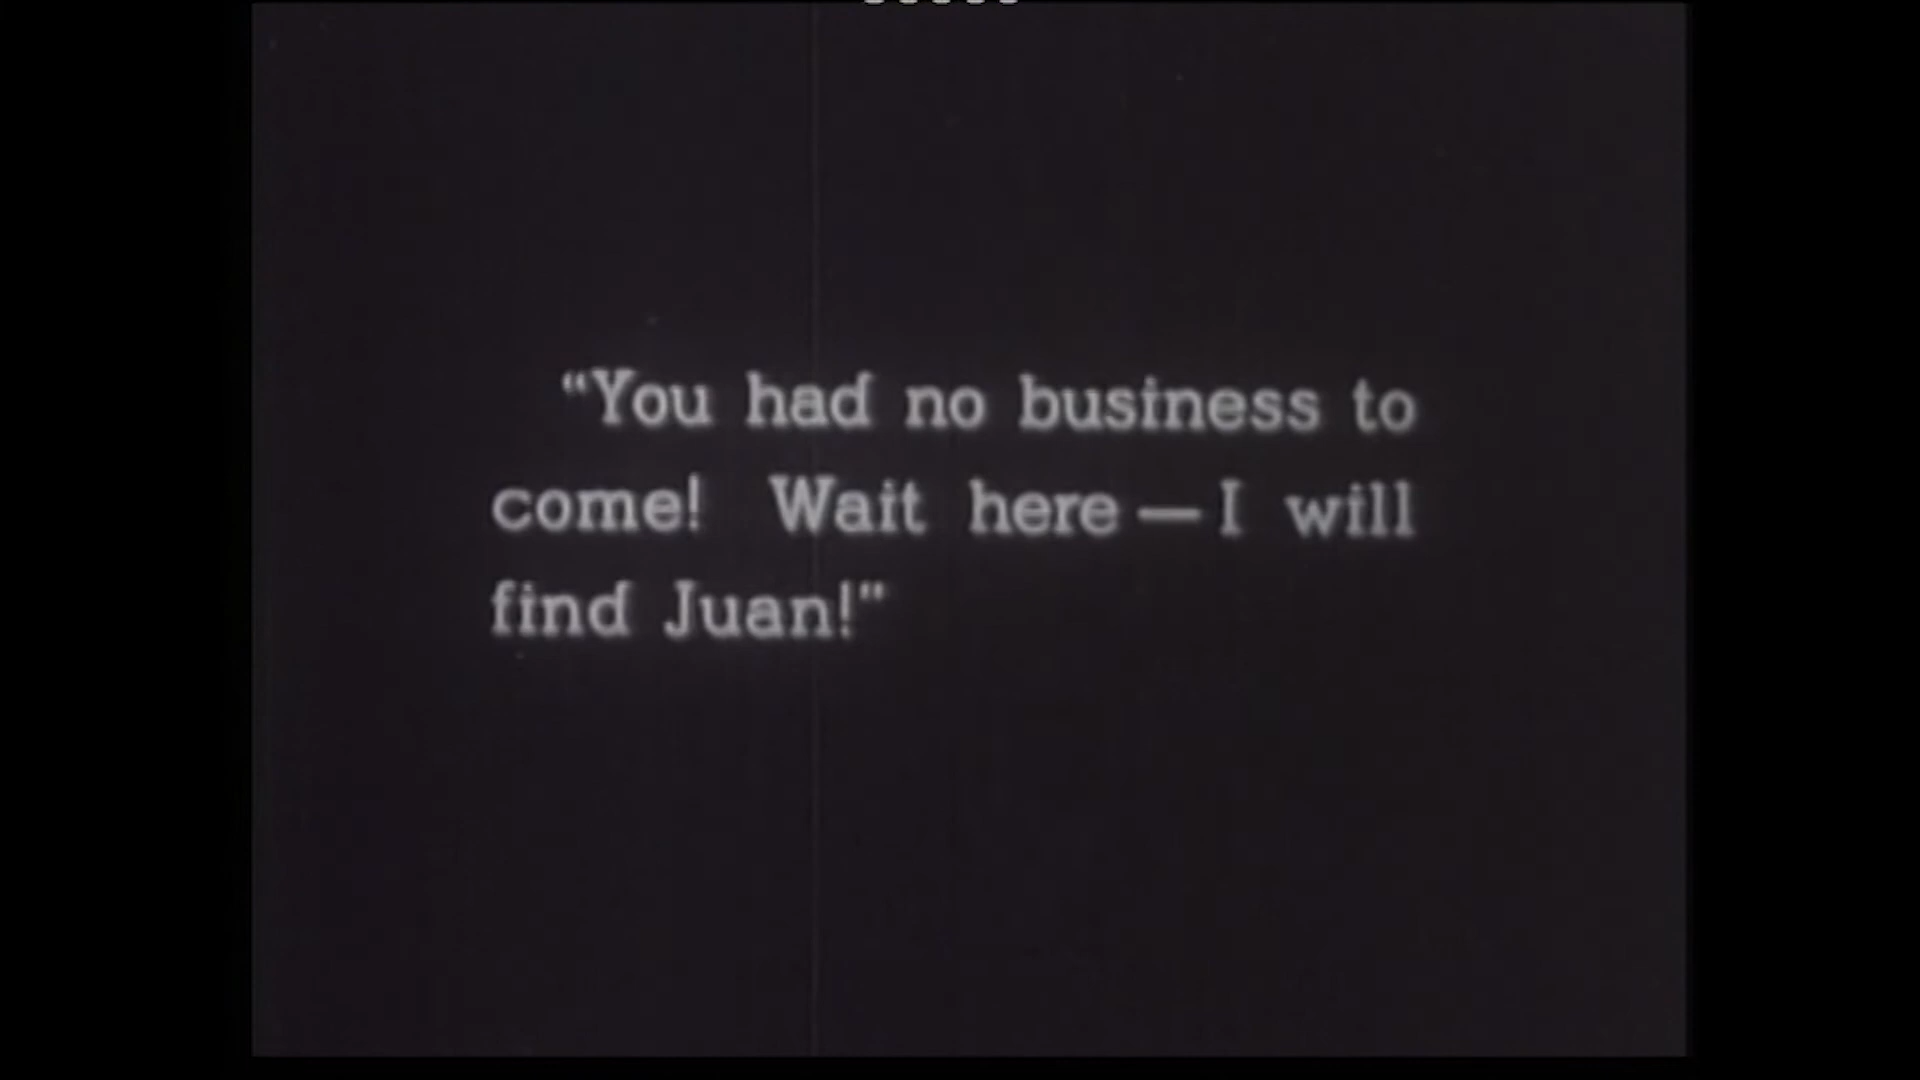 “You had no business to
come! Wait here — I will
find Juan!"